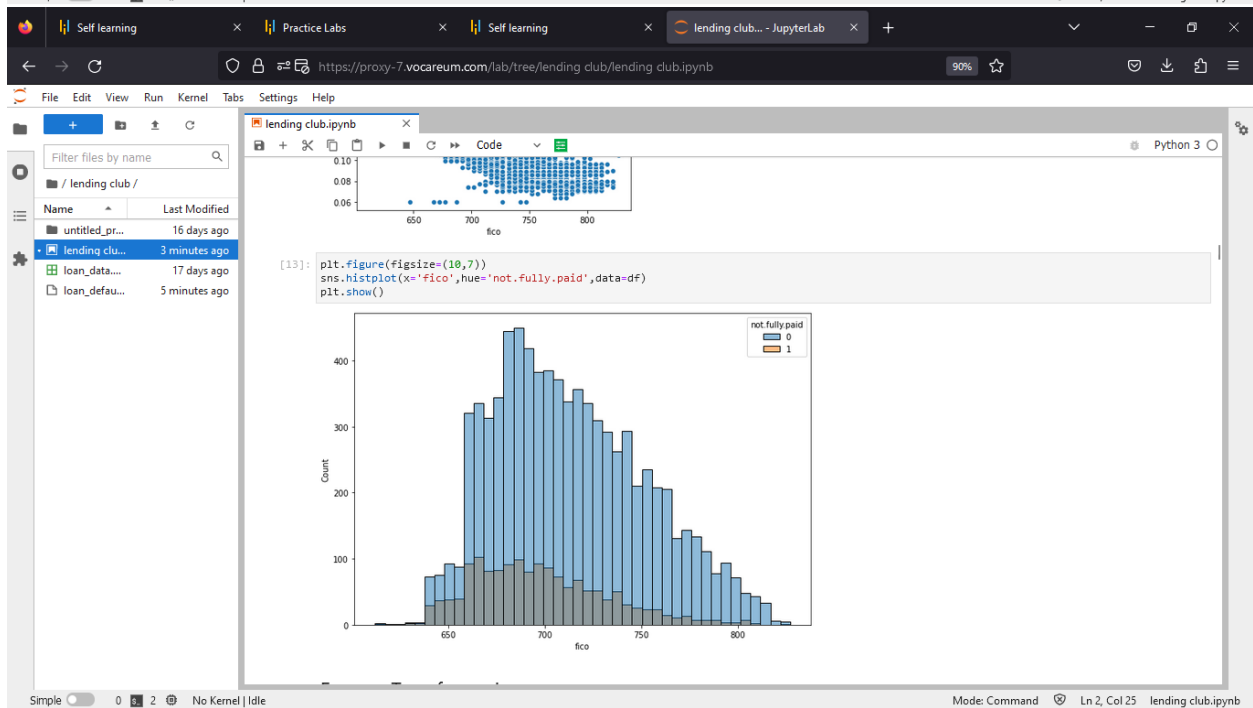 Self learning
Practice Labs
Self learning
lending club... - JupyterLab
https://proxy-7.vocareum.com/lab/tree/lending club/lending club.ipynb
90%
File Edit View Run Kernel Tabs Settings Help
lending club.ipynb
Code
Python 3
Filter files by name
/ lending club /
Name Last Modified
untitled_pr... 16 days ago
lending clu... 3 minutes ago
loan_data.... 17 days ago
loan_defau... 5 minutes ago
0.10
0.08
0.06
650 700 750 800
fico
[13]: plt.figure(figsize=(10,7))
sns.histplot(x='fico',hue='not.fully.paid',data=df)
plt.show()
not.fully.paid
0
1
400
300
200
100
0
Count
650 700 750 800
fico
Simple 0 2 No Kernel | Idle Mode: Command Ln 2, Col 25 lending club.ipynb